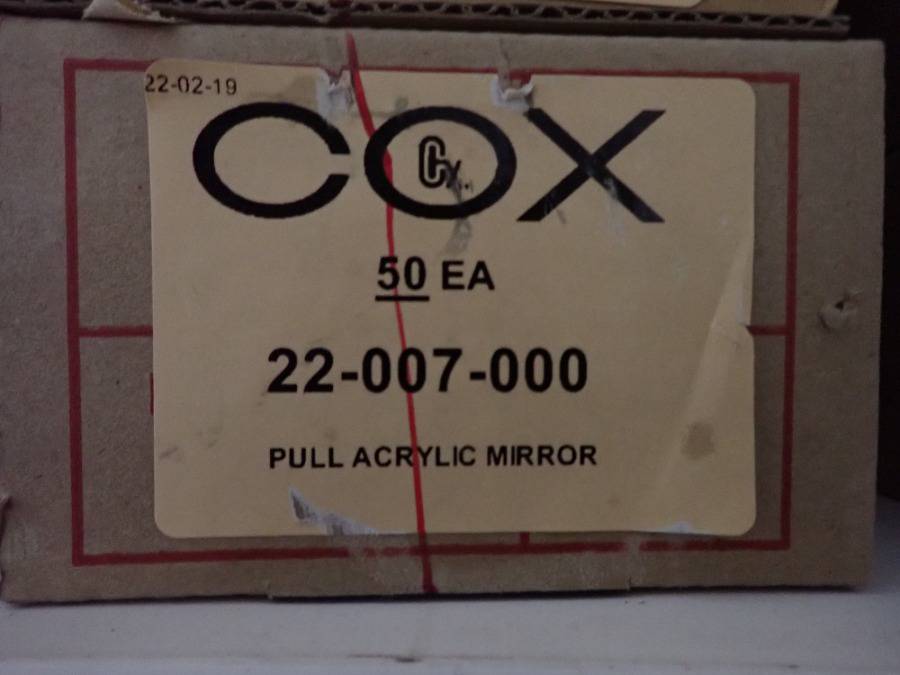 22-02-19
COX
50 EA
22-007-000
PULL ACRYLIC MIRROR